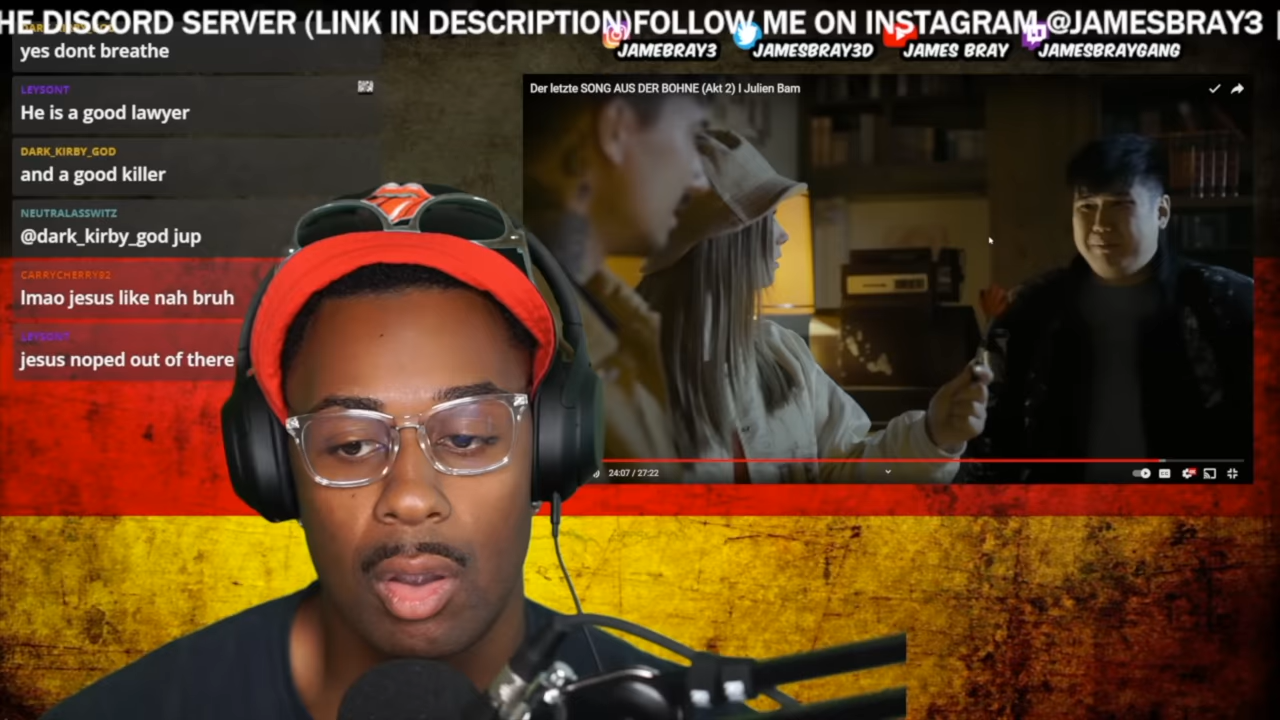 HE DISCORD SERVER (LINK IN DESCRIPTION)FOLLOW ME ON INSTAGRAM @JAMESBRAY3
JAMEBRAY3
JAMESBRAY3D
JAMES BRAY
JAMESBRAYGANG
yes dont breathe
LEYSONT
He is a good lawyer
DARK_KIRBY_GOD
and a good killer
NEUTRALASSWITZ
@dark_kirby_god jup
CARRYCHERRY92
lmao jesus like nah bruh
LEYSONT
jesus noped out of there
Der letzte SONG AUS DER BOHNE (Akt 2) I Julien Bam
24:07 / 27:22